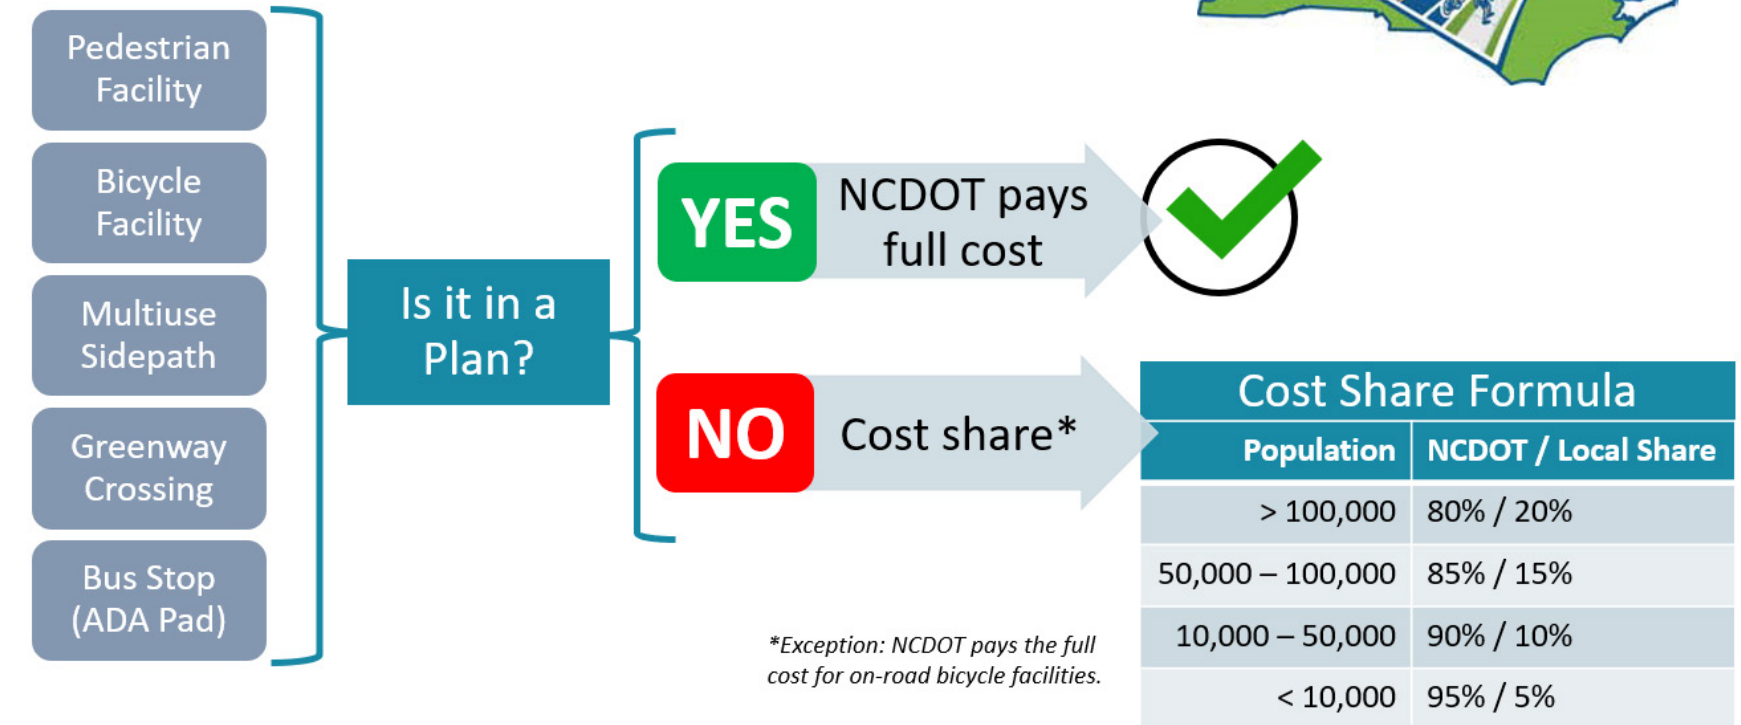 Pedestrian
Facility
Bicycle
Facility
Multiuse
Sidepath
Greenway
Crossing
Bus Stop
(ADA Pad)
Is it in a
Plan?
YES
NCDOT pays
full cost
NO
Cost share*
*Exception: NCDOT pays the full
cost for on-road bicycle facilities.
Cost Share Formula
Population NCDOT / Local Share
> 100,000 80% / 20%
50,000 – 100,000 85% / 15%
10,000 – 50,000 90% / 10%
< 10,000 95% / 5%